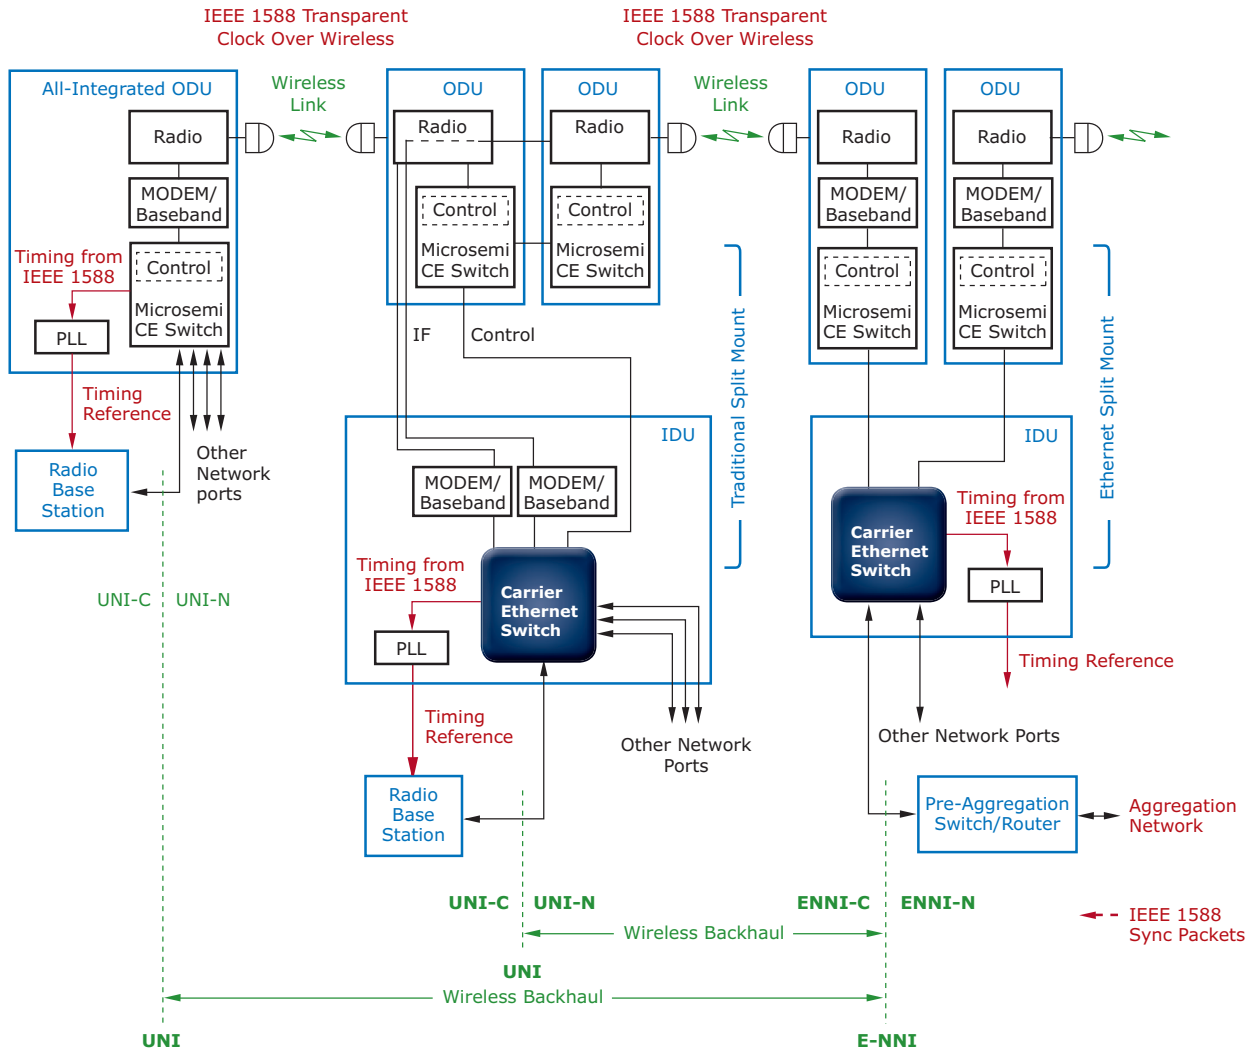 IEEE 1588 Transparent
Clock Over Wireless
IEEE 1588 Transparent
Clock Over Wireless
All-Integrated ODU
Radio
MODEM/
Baseband
Control
Microsemi
CE Switch
Timing from
IEEE 1588
PLL
Timing
Reference
Radio
Base
Station
Other
Network
ports
UNI-C
UNI-N
Wireless
Link
ODU
Radio
Control
Microsemi
CE Switch
ODU
Radio
Control
Microsemi
CE Switch
IF
Control
IDU
MODEM/
Baseband
MODEM/
Baseband
Timing from
IEEE 1588
Carrier
Ethernet
Switch
PLL
Timing
Reference
Radio
Base
Station
Other Network
Ports
Traditional Split Mount
Wireless
Link
ODU
Radio
MODEM/
Baseband
Control
Microsemi
CE Switch
ODU
Radio
MODEM/
Baseband
Control
Microsemi
CE Switch
Ethernet Split Mount
IDU
Carrier
Ethernet
Switch
Timing from
IEEE 1588
PLL
Timing Reference
Other Network Ports
Pre-Aggregation
Switch/Router
Aggregation
Network
UNI-C
UNI-N
ENNI-C
ENNI-N
IEEE 1588
Sync Packets
Wireless Backhaul
UNI
Wireless Backhaul
UNI
E-NNI